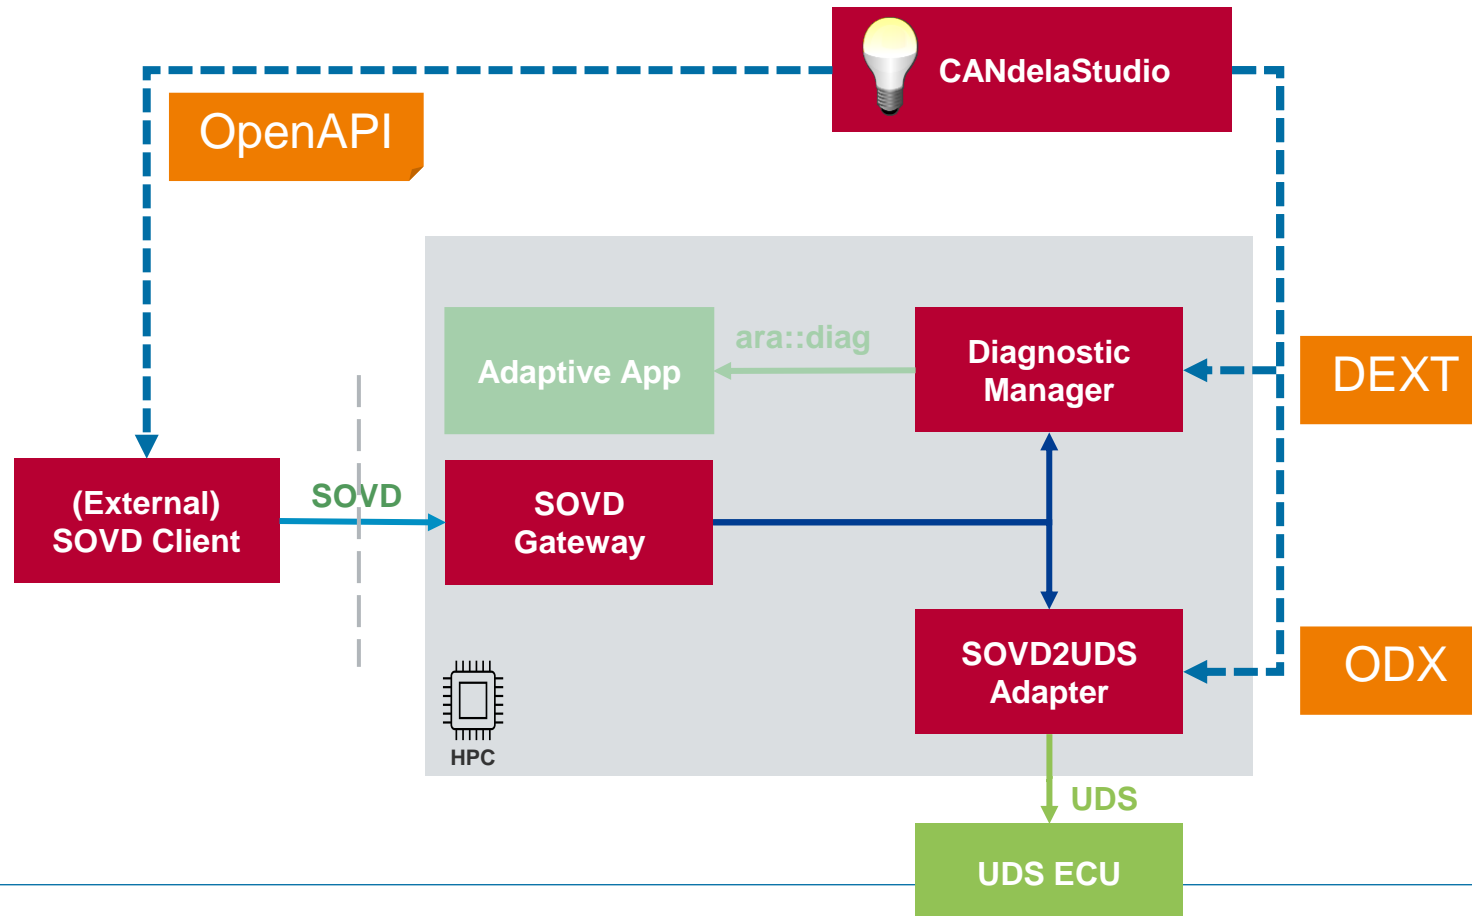 CANdelaStudio
OpenAPI
Adaptive App
ara::diag
Diagnostic
Manager
DEXT
(External)
SOVD Client
SOVD
SOVD
Gateway
SOVD2UDS
Adapter
ODX
HPC
UDS
UDS ECU